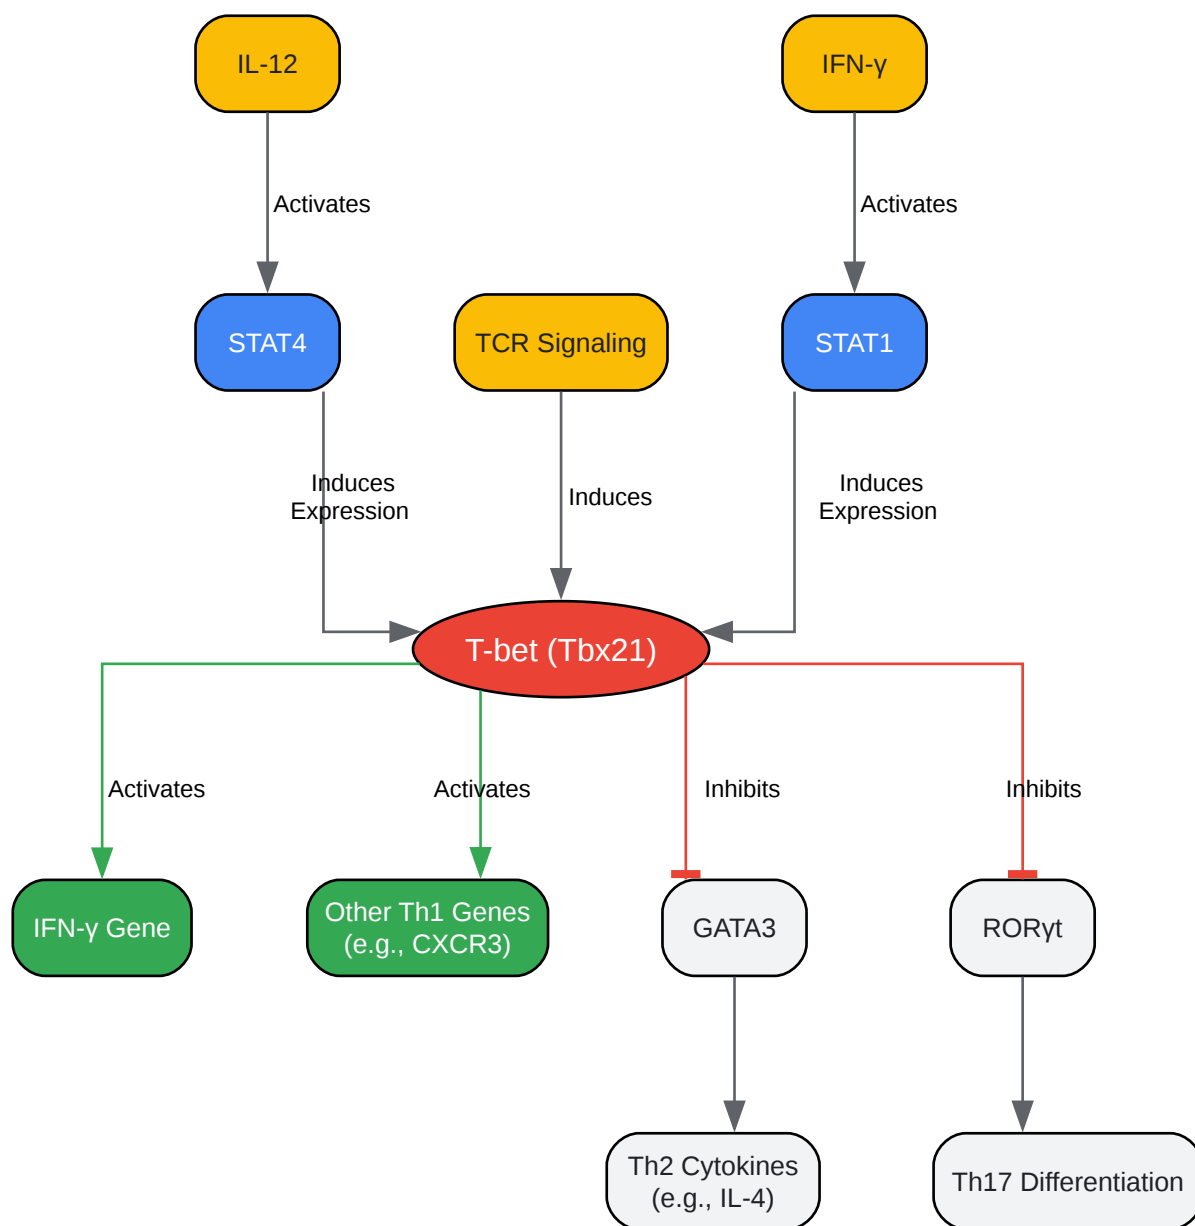 IL-12
IFN-γ
Activates
Activates
STAT4
TCR Signaling
STAT1
Induces
Expression
Induces
Induces
Expression
T-bet (Tbx21)
Activates
Activates
Inhibits
Inhibits
IFN-γ Gene
Other Th1 Genes
(e.g., CXCR3)
GATA3
RORγt
Th2 Cytokines
(e.g., IL-4)
Th17 Differentiation